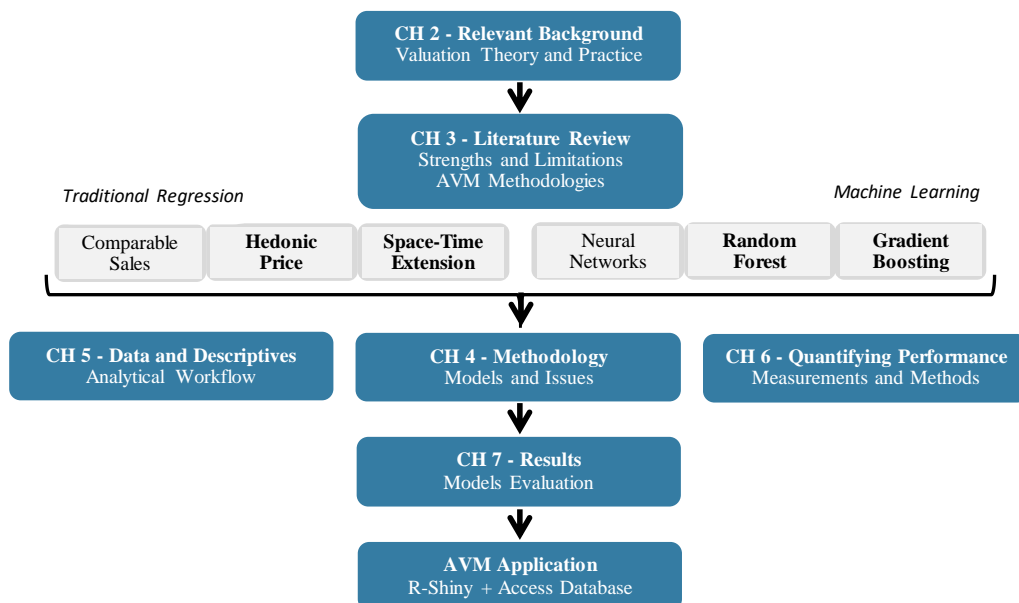 CH 2 - Relevant Background
Valuation Theory and Practice
CH 3 - Literature Review
Strengths and Limitations
AVM Methodologies
Traditional Regression
Machine Learning
Comparable
Sales
Hedonic
Price
Space-Time
Extension
Neural
Networks
Random
Forest
Gradient
Boosting
CH 5 - Data and Descriptives
Analytical Workflow
CH 4 - Methodology
Models and Issues
CH 6 - Quantifying Performance
Measurements and Methods
CH 7 - Results
Models Evaluation
AVM Application
R-Shiny + Access Database